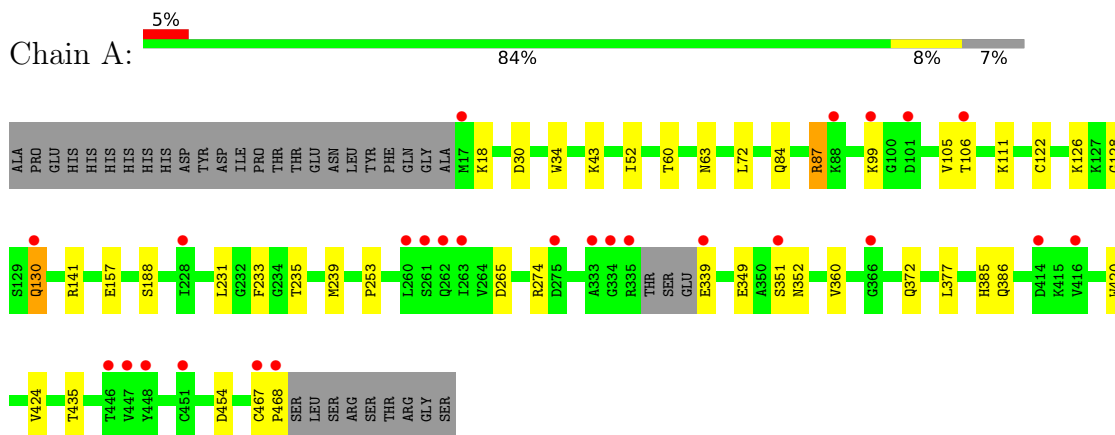 5%
Chain A:
84% 8% 7%
ALA PRO GLU HIS HIS HIS HIS HIS HIS ASP TYR ASP ILE PRO THR THR GLU ASN LEU TYR PHE GLN GLY ALA M17 K18 D30 W34 K43 I52 T60 N63 L72 Q84 R87 K88 K99 G100 D101 V105 T106 K111 C122 K126 K127 G128
S129 Q130 R141 E157 S188 I228 L231 G232 F233 G234 T235 M239 P253 L260 S261 Q262 I263 V264 D265 R274 D275 A333 G334 R335 THR SER GLU E339 E349 A350 S351 N352 V360 G366 Q372 L377 H385 Q386 D414 K415 V416 W420
V424 T435 T446 V447 Y448 C451 D454 C467 P468 SER LEU SER ARG SER THR ARG GLY SER